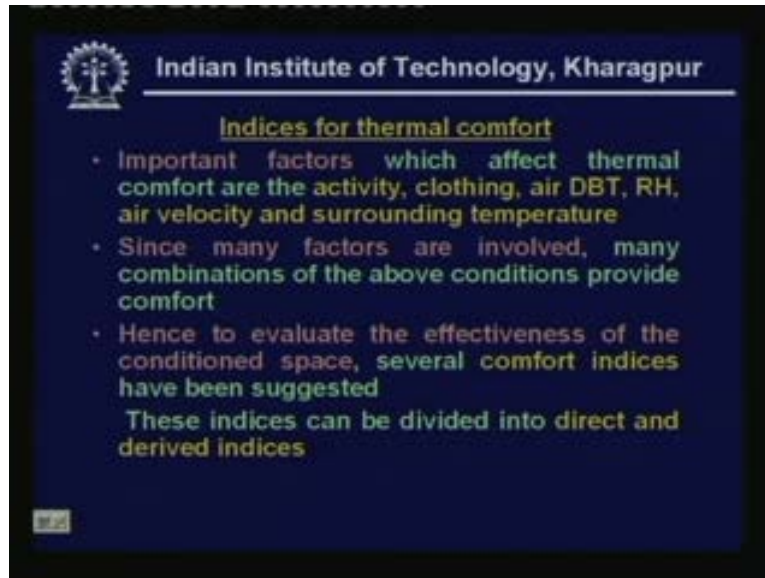 Indian Institute of Technology, Kharagpur
Indices for thermal comfort
• Important factors which affect thermal
comfort are the activity, clothing, air DBT, RH,
air velocity and surrounding temperature
• Since many factors are involved, many
combinations of the above conditions provide
comfort
• Hence to evaluate the effectiveness of the
conditioned space, several comfort indices
have been suggested
These indices can be divided into direct and
derived indices